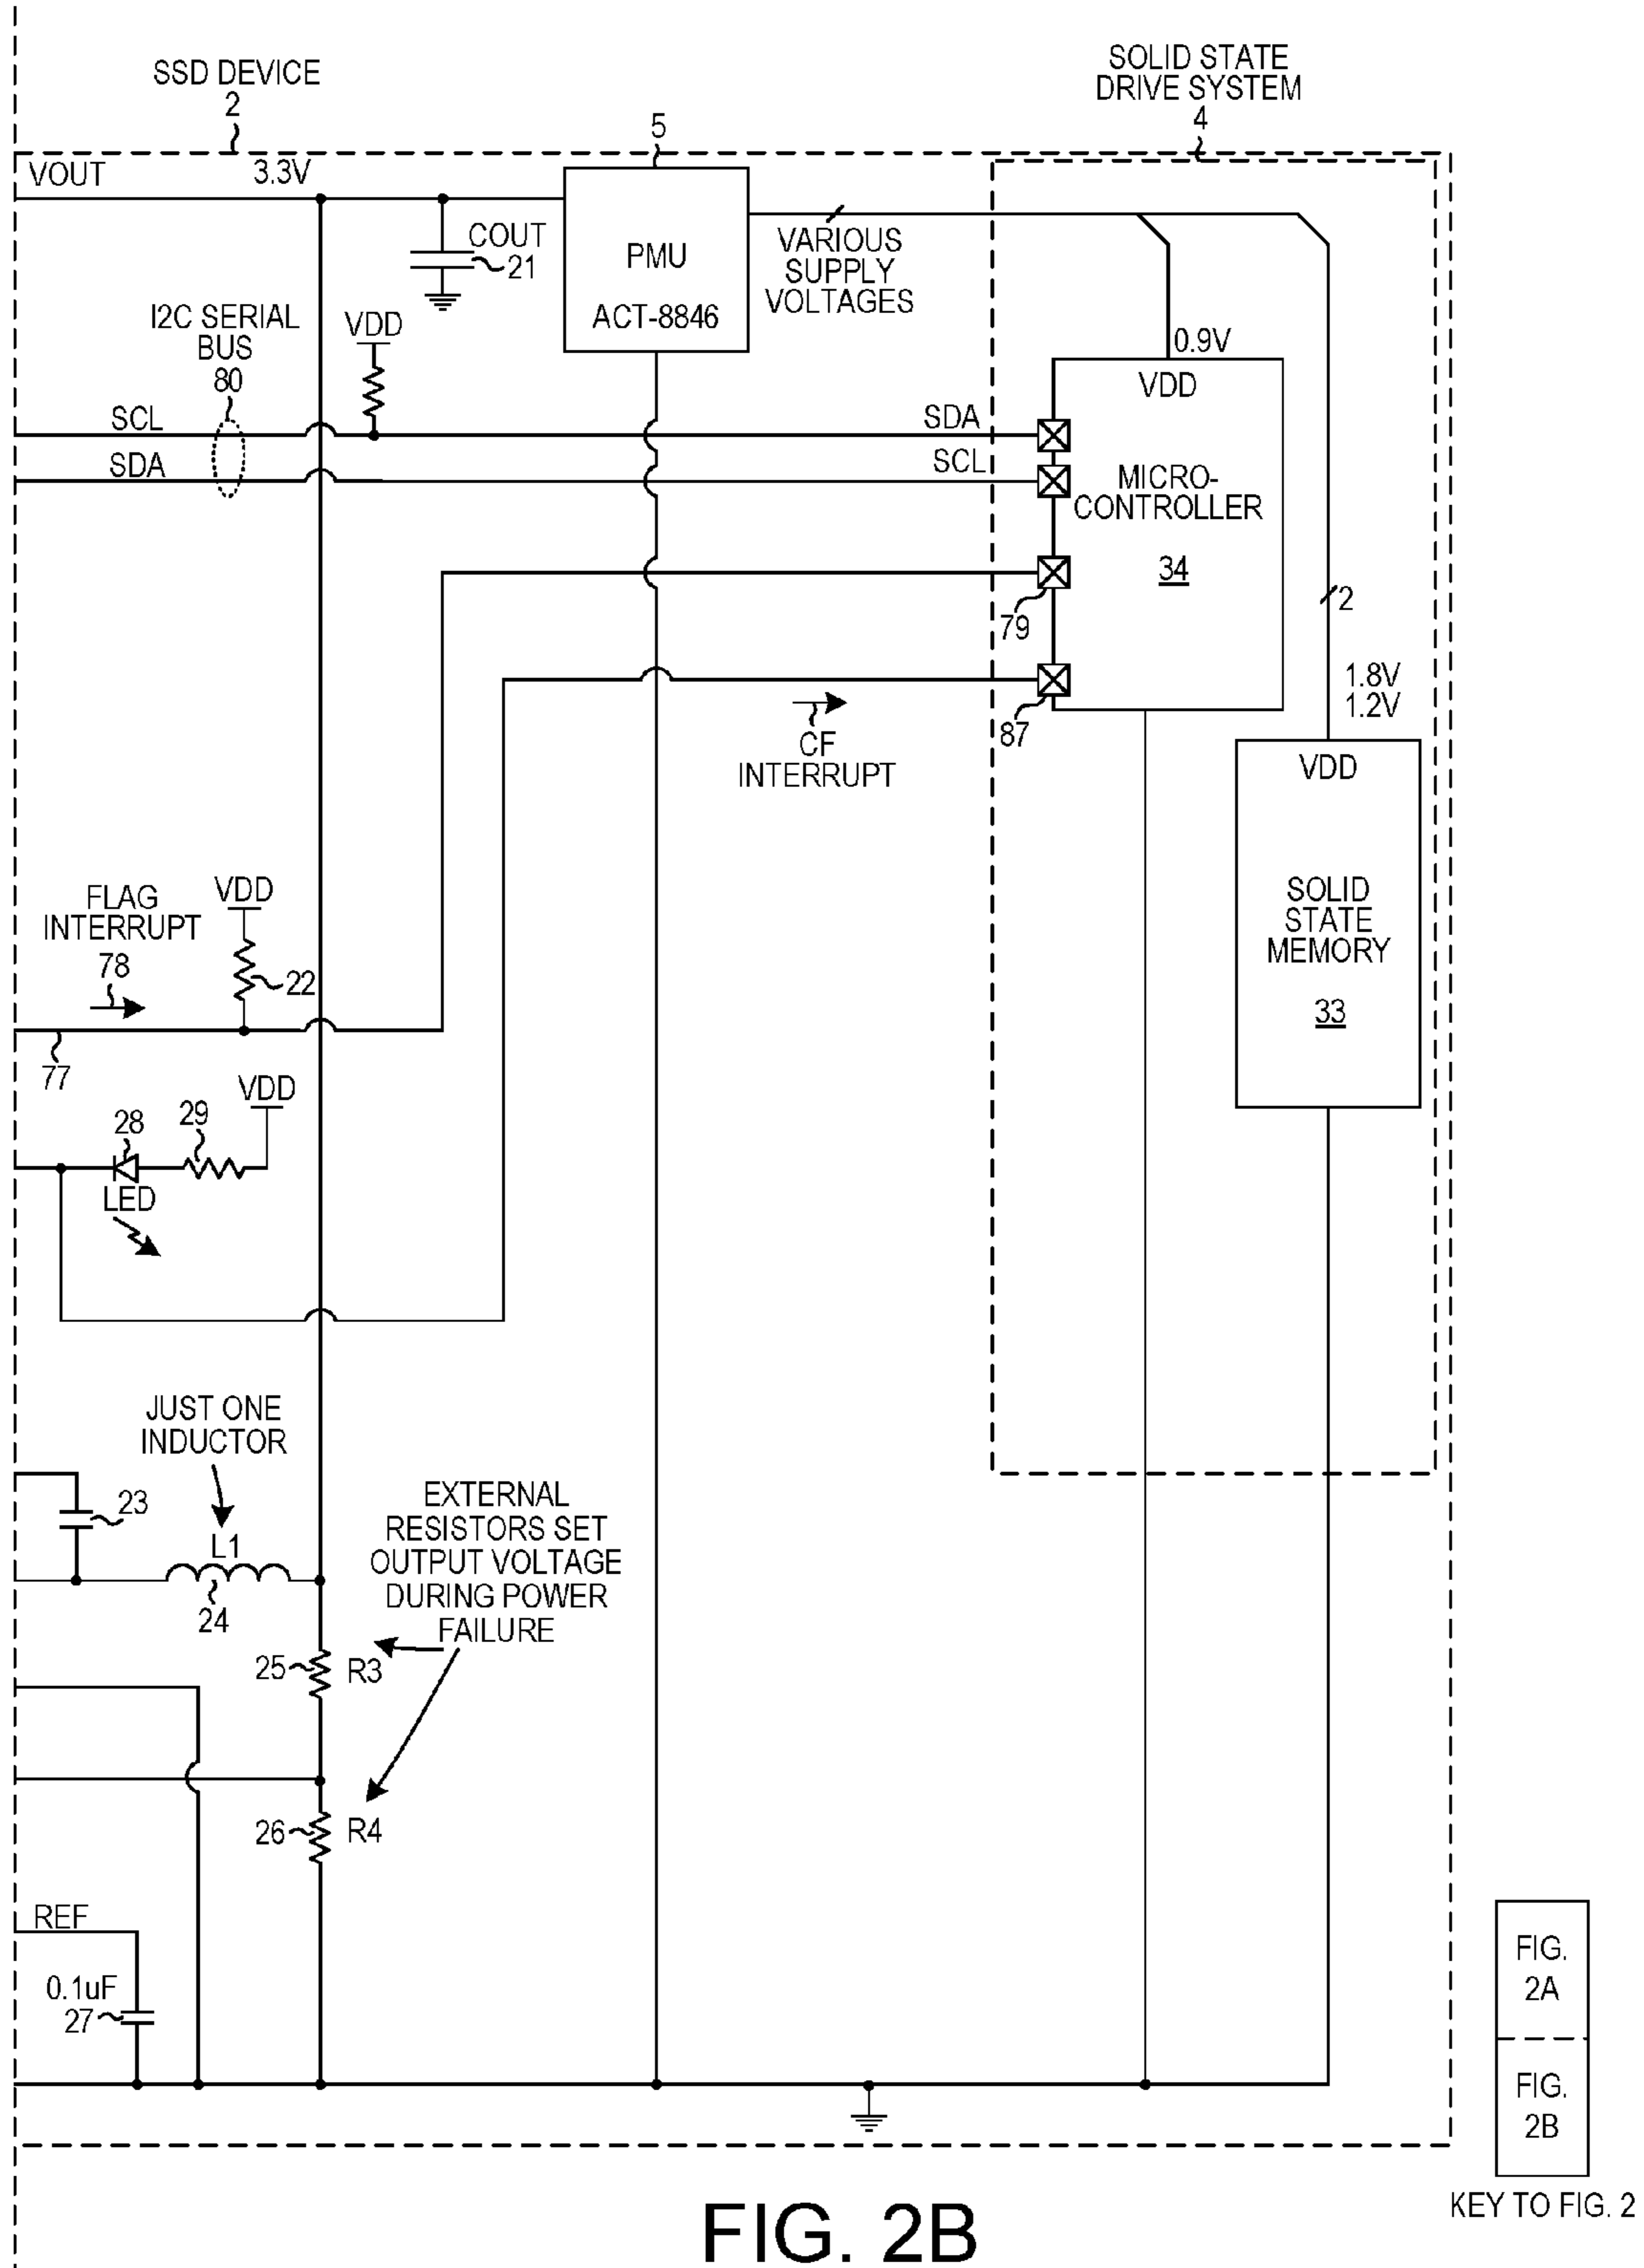 SSD DEVICE
2
SOLID STATE
DRIVE SYSTEM
4
5
VOUT
3.3V
COUT
21
PMU
ACT-8846
VARIOUS
SUPPLY
VOLTAGES
I2C SERIAL
BUS
80
VDD
0.9V
VDD
SCL
SDA
SDA
SCL
MICRO-
CONTROLLER
34
79
2
87
1.8V
1.2V
CF
INTERRUPT
VDD
SOLID
STATE
MEMORY
33
FLAG
INTERRUPT
78
VDD
22
77
VDD
28
29
LED
JUST ONE
INDUCTOR
23
L1
24
EXTERNAL
RESISTORS SET
OUTPUT VOLTAGE
DURING POWER
FAILURE
25
R3
26
R4
REF
0.1uF
27
FIG.
2A
FIG.
2B
KEY TO FIG. 2
FIG. 2B